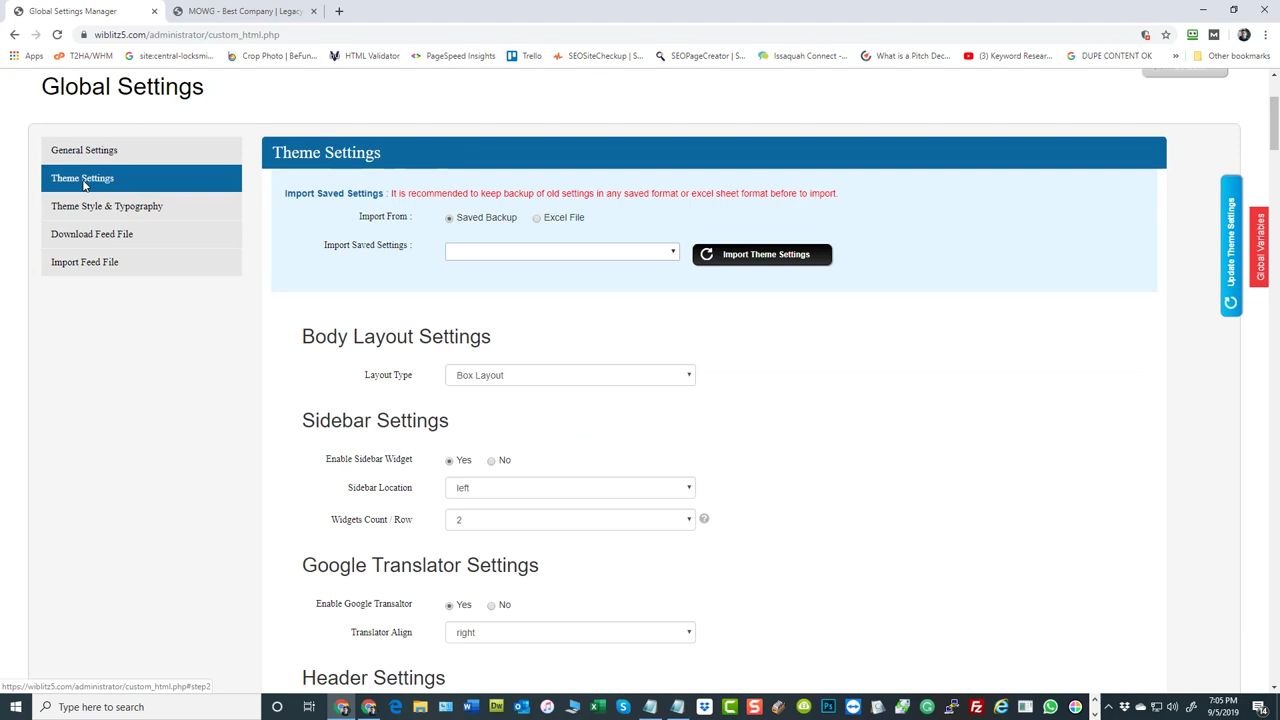 Global Settings Manager
MOWG - Best Company | Legacy
wiblitz5.com/administrator/custom_html.php
Apps
T2HA/WHM
site:central-locksmi...
Crop Photo | BeFun...
HTML Validator
PageSpeed Insights
Trello
SEOSiteCheckup | S...
SEOPageCreator | S...
Issaquah Connect -...
What is a Pitch Dec...
(3) Keyword Resear...
DUPE CONTENT OK
»
Other bookmarks
Global Settings
General Settings
Theme Settings
Theme Style & Typography
Download Feed File
Import Feed File
Theme Settings
Import Saved Settings : It is recommended to keep backup of old settings in any saved format or excel sheet format before to import.
Import From : Saved Backup Excel File
Import Saved Settings :
Import Theme Settings
Body Layout Settings
Layout Type Box Layout
Sidebar Settings
Enable Sidebar Widget Yes No
Sidebar Location left
Widgets Count / Row 2
Google Translator Settings
Enable Google Transaltor Yes No
Translator Align right
Header Settings
Update Theme Settings
Global Variables
https://wiblitz5.com/administrator/custom_html.php#step2
Type here to search
7:05 PM
9/5/2019